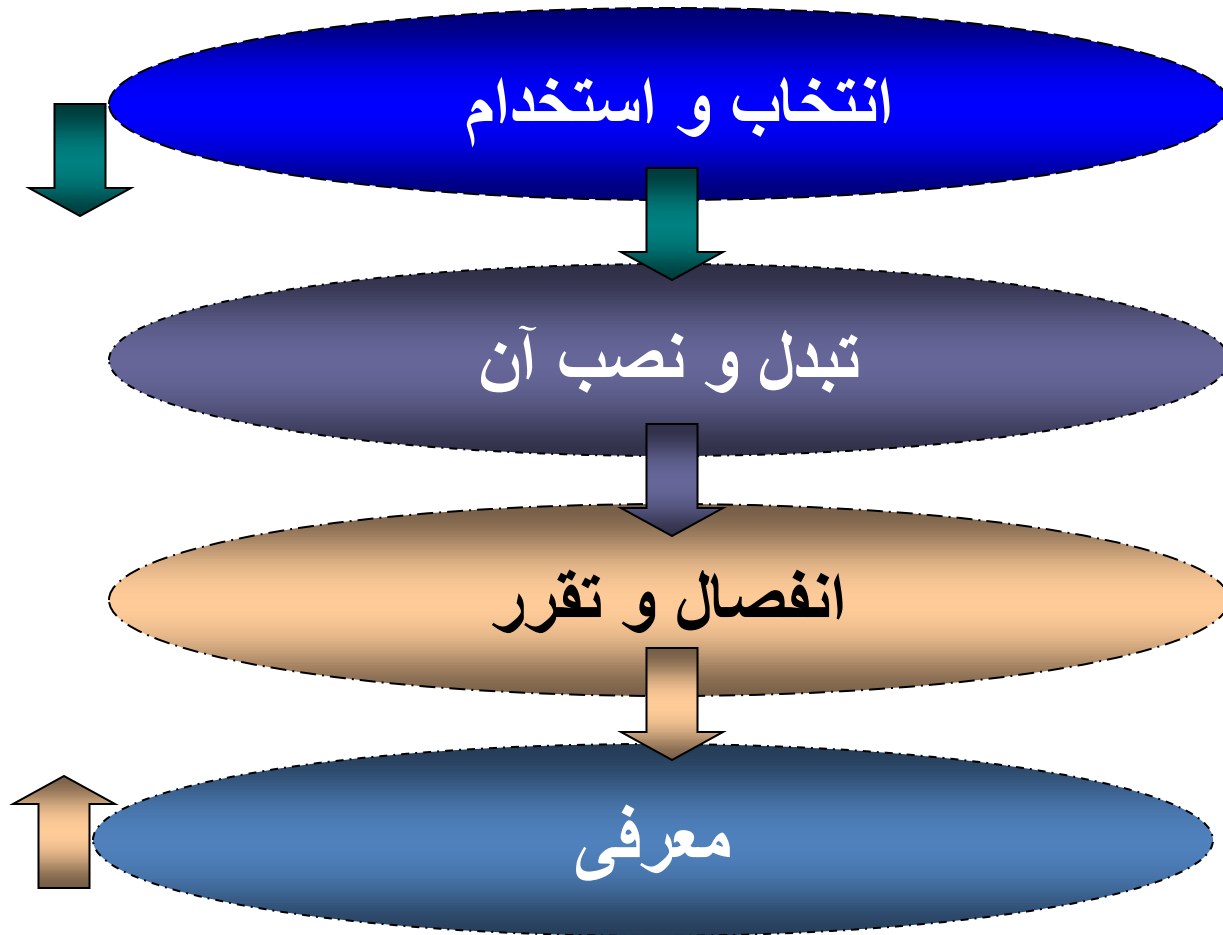 انتخاب و استخدام
تبدل و نصب آن
انفصال و تقرر
معرفی